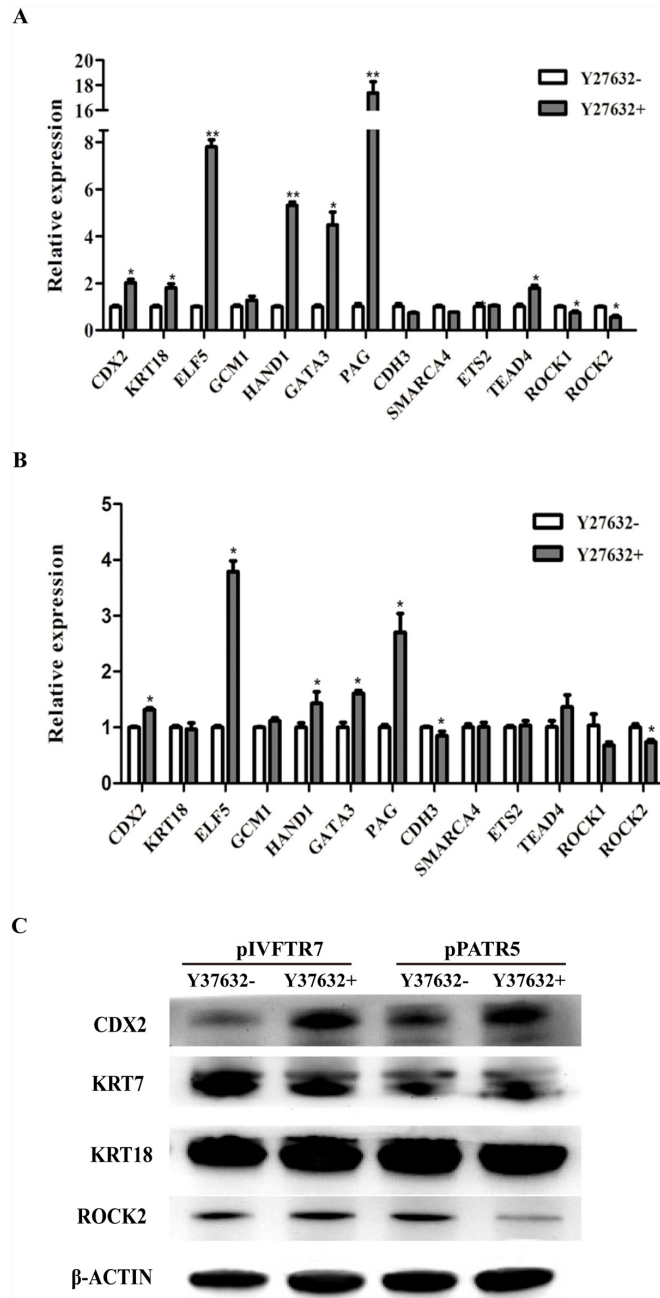 A
Relative expression
20
18
16
14
12
10
8
6
4
2
0
Y27632-
Y27632+
* * ** ** * ** * * *
CDX2
KRT18
ELF5
GCM1
HAND1
GATA3
PAG
CDH3
SMARCA4
ETS2
TEAD4
ROCK1
ROCK2
B
Relative expression
5
4
3
2
1
0
Y27632-
Y27632+
* * * * * * *
CDX2
KRT18
ELF5
GCM1
HAND1
GATA3
PAG
CDH3
SMARCA4
ETS2
TEAD4
ROCK1
ROCK2
C
pIVFTR7 pPATR5
Y37632- Y37632+ Y37632- Y37632+
CDX2
KRT7
KRT18
ROCK2
β-ACTIN